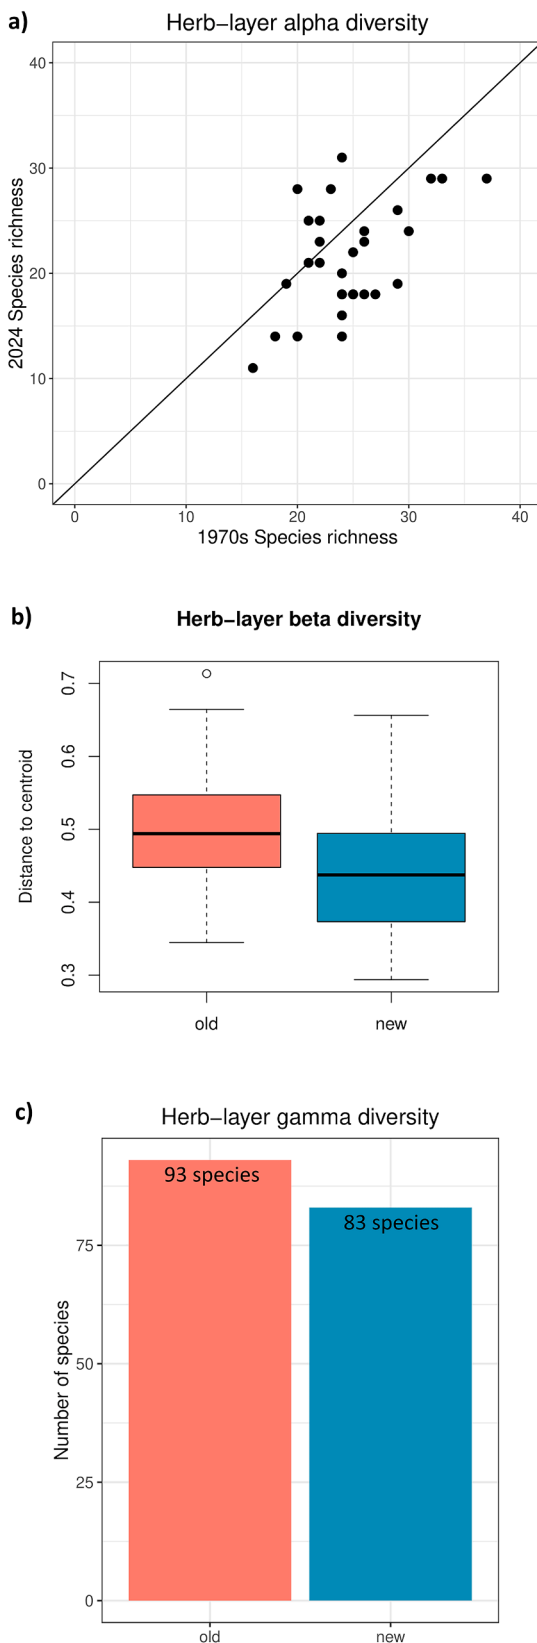 a)
Herb-layer alpha diversity
2024 Species richness
40
30
20
10
0
0 10 20 30 40
1970s Species richness
b)
Herb-layer beta diversity
Distance to centroid
0.7
0.6
0.5
0.4
0.3
old new
c)
Herb-layer gamma diversity
Number of species
93 species
83 species
75
50
25
0
old new